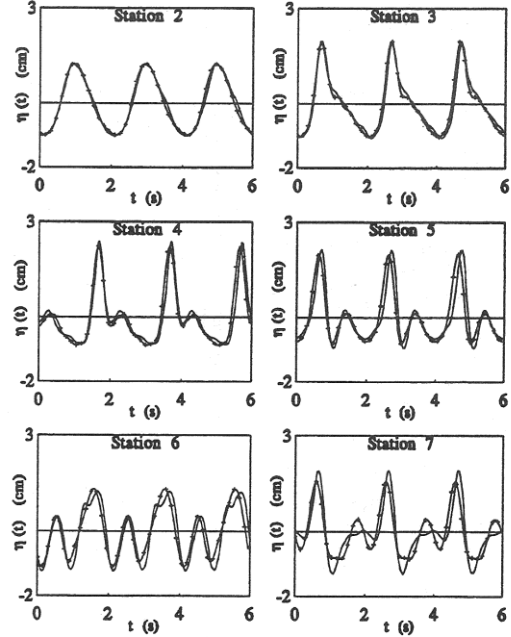 Station 2
3
η(t) (cm)
-2
0 2 4 6
t (s)
Station 3
3
η(t) (cm)
-2
0 2 4 6
t (s)
Station 4
3
η(t) (cm)
-2
0 2 4 6
t (s)
Station 5
3
η(t) (cm)
-2
0 2 4 6
t (s)
Station 6
3
η(t) (cm)
-2
0 2 4 6
t (s)
Station 7
3
η(t) (cm)
-2
0 2 4 6
t (s)